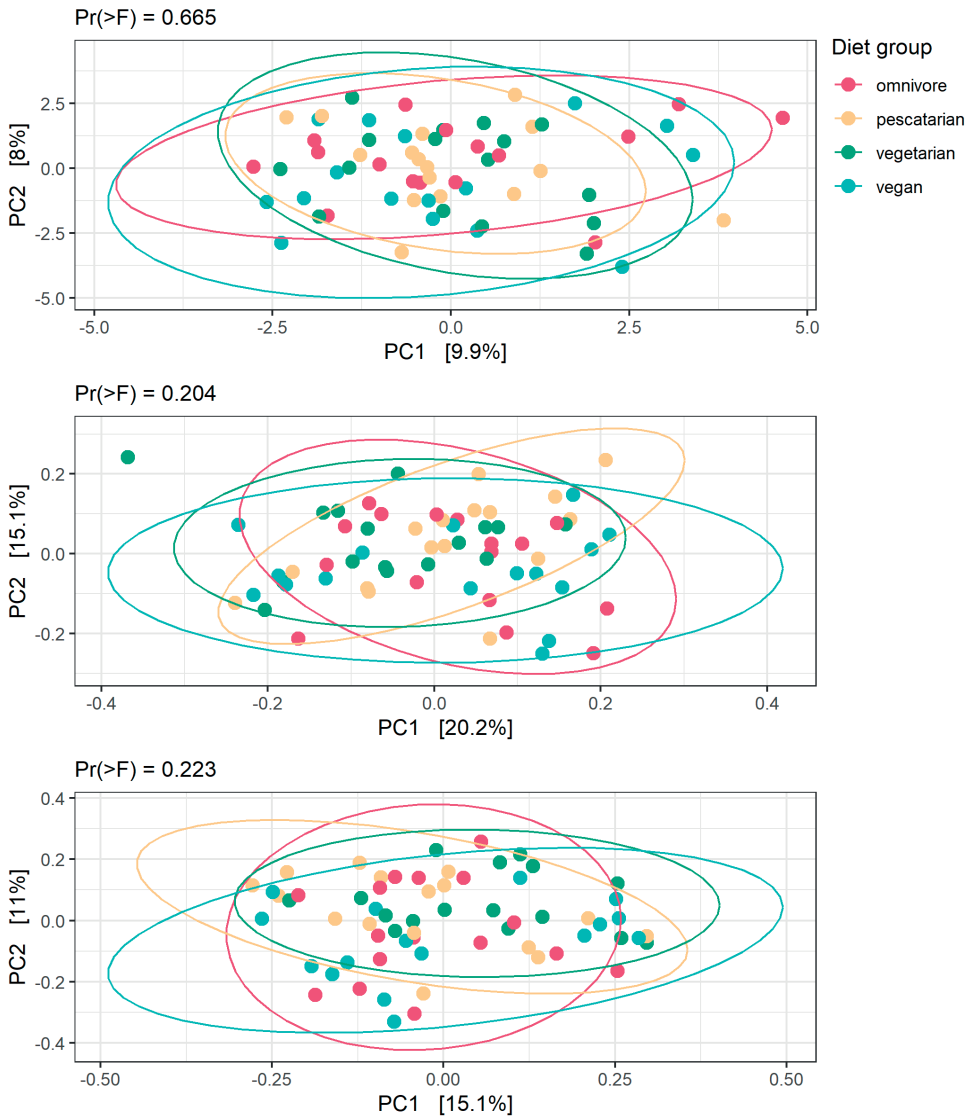 Pr(>F) = 0.665
2.5
0.0
-2.5
-5.0
PC2 [8%]
-5.0 -2.5 0.0 2.5 5.0
PC1 [9.9%]
Diet group
omnivore
pescatarian
vegetarian
vegan
Pr(>F) = 0.204
0.2
0.0
-0.2
PC2 [15.1%]
-0.4 -0.2 0.0 0.2 0.4
PC1 [20.2%]
Pr(>F) = 0.223
0.4
0.2
0.0
-0.2
-0.4
PC2 [11%]
-0.50 -0.25 0.00 0.25 0.50
PC1 [15.1%]